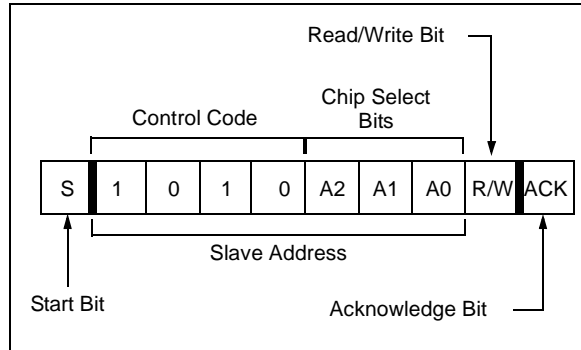 Read/Write Bit
Chip Select
Bits
Control Code
S 1 0 1 0 A2 A1 A0 R/W ACK
Slave Address
Start Bit
Acknowledge Bit